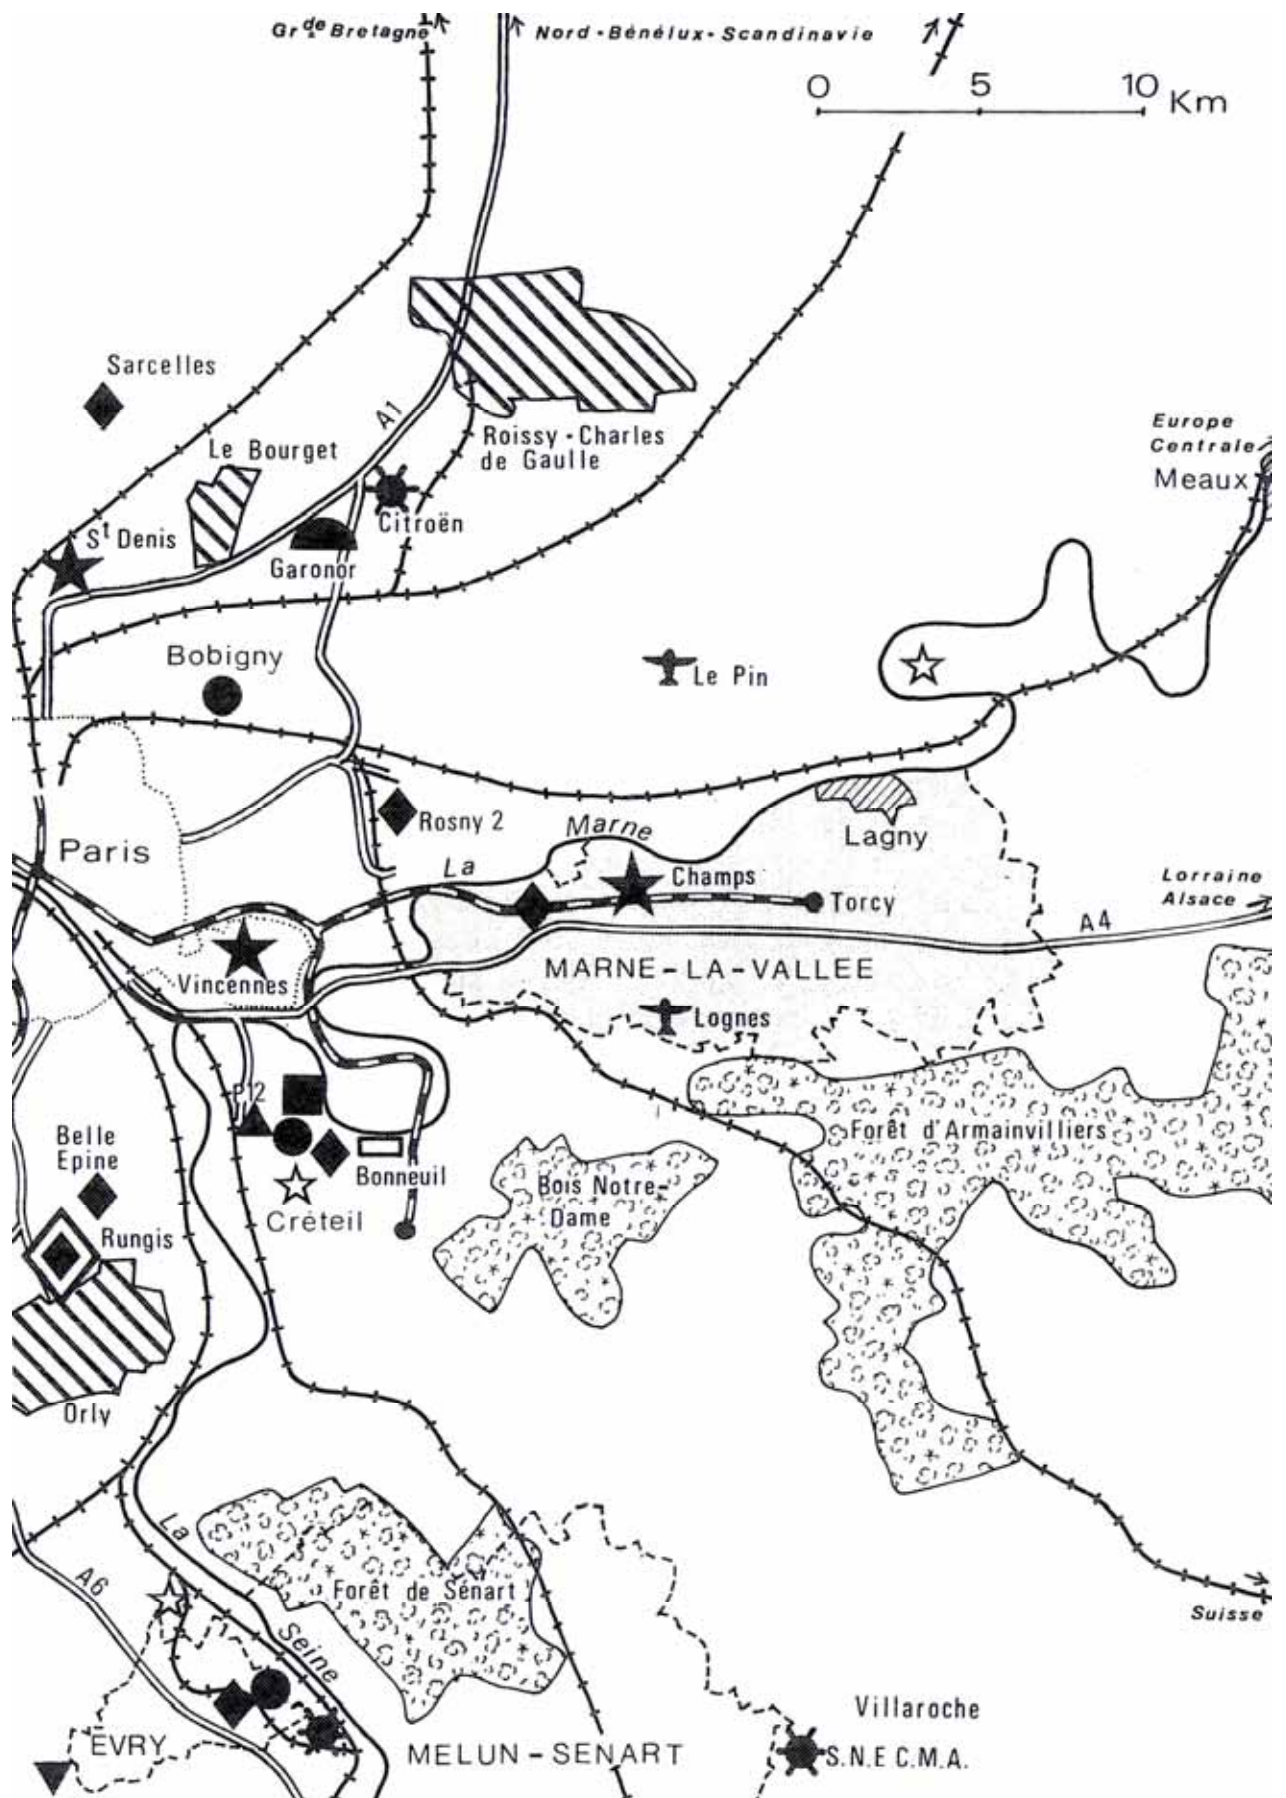 Gr de Bretagne
Nord-Bénélux-Scandinavie
0 5 10 Km
Sarcelles
A1
Roissy-Charles
de Gaulle
Le Bourget
Europe
Centrale
Meaux
Citroën
St Denis
Garonor
Bobigny
Le Pin
Rosny 2
Marne
Lagny
Paris
La
Champs
Torcy
Lorraine
Alsace
A4
Vincennes
MARNE-LA-VALLEE
Lognes
Belle
Epine
Forêt d'Armainvilliers
Bonneuil
Bois Notre-
Dame
Créteil
Rungis
Orly
La
A6
Forêt de Sénart
Seine
Suisse
Villaroche
EVRY
MELUN-SENART
S.N.E.C.M.A.